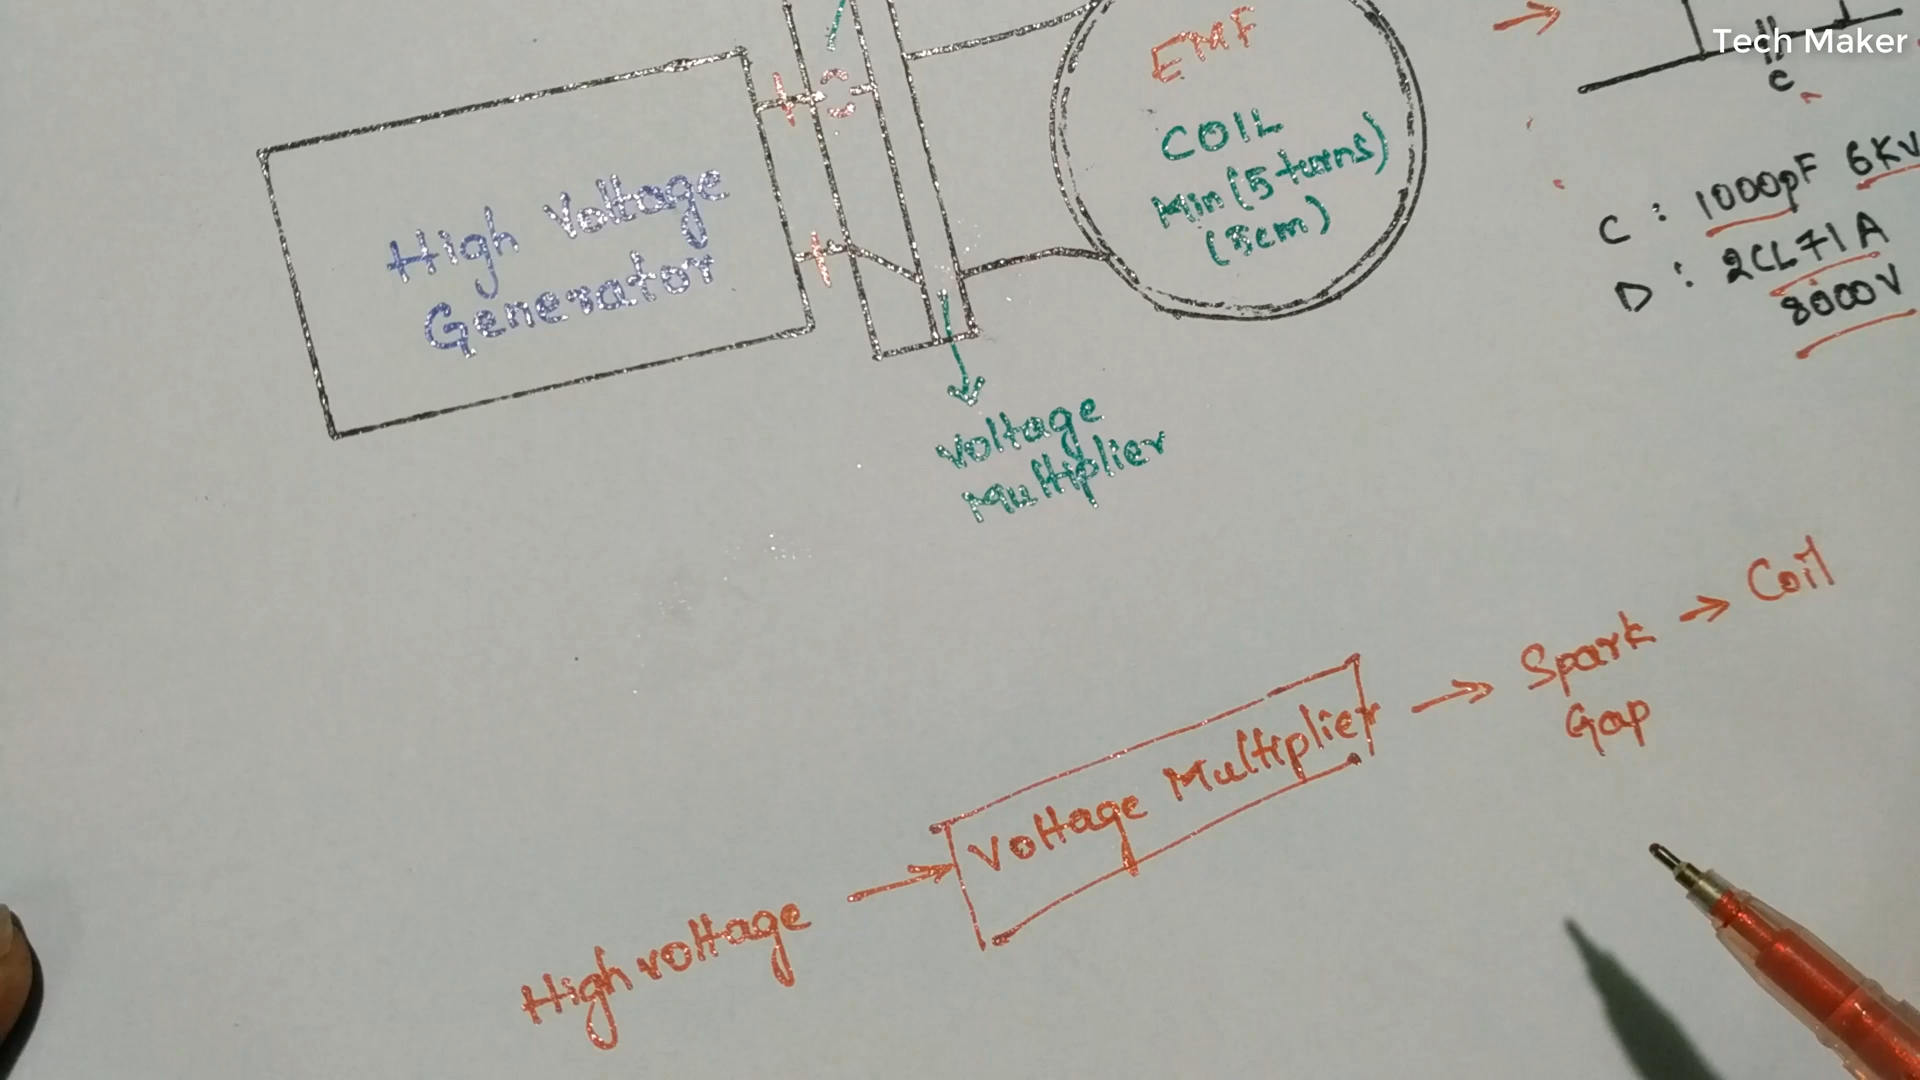 Tech Maker
EMF
COIL
Min (5 turns)
(5cm)
High Voltage
Generator
C
C : 1000pF 6KV
D : 2CL71A
8000V
Voltage
Multiplier
High voltage → Voltage Multiplier → Spark Gap → Coil